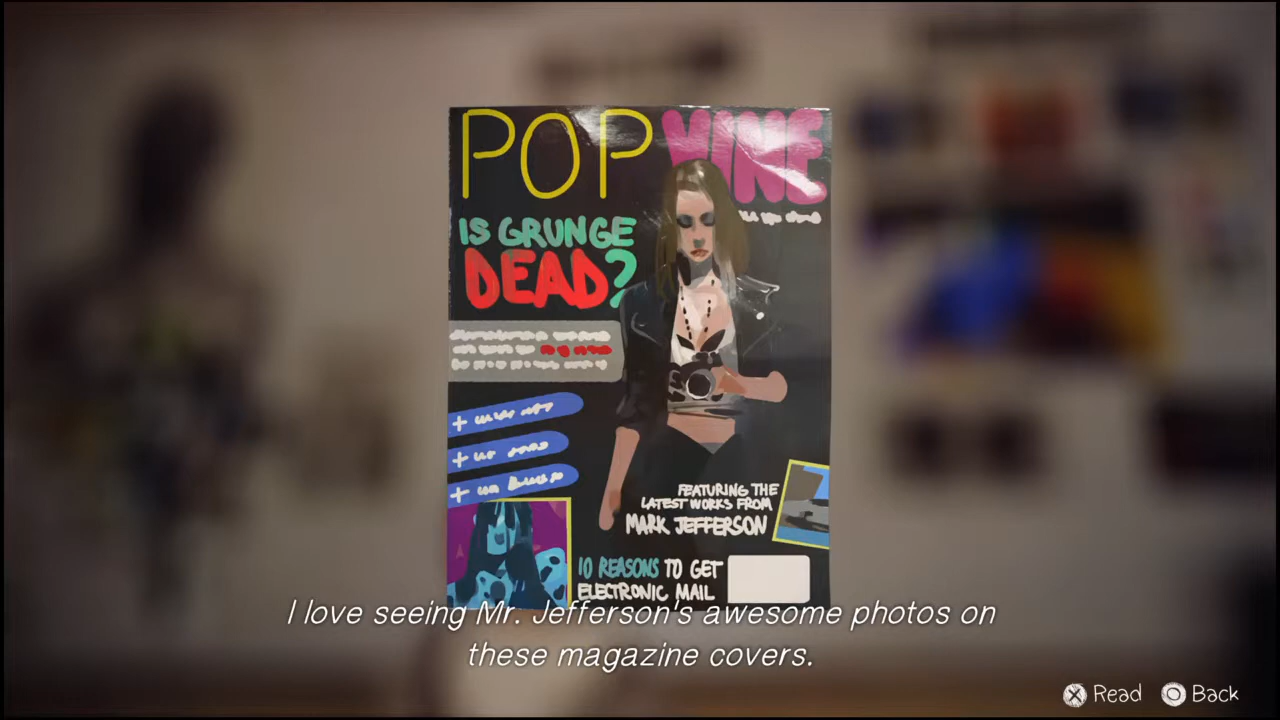 POP VINE
IS GRUNGE
DEAD?
FEATURING THE
LATEST WORKS FROM
MARK JEFFERSON
10 REASONS TO GET
ELECTRONIC MAIL
I love seeing Mr. Jefferson's awesome photos on
these magazine covers.
Read
Back